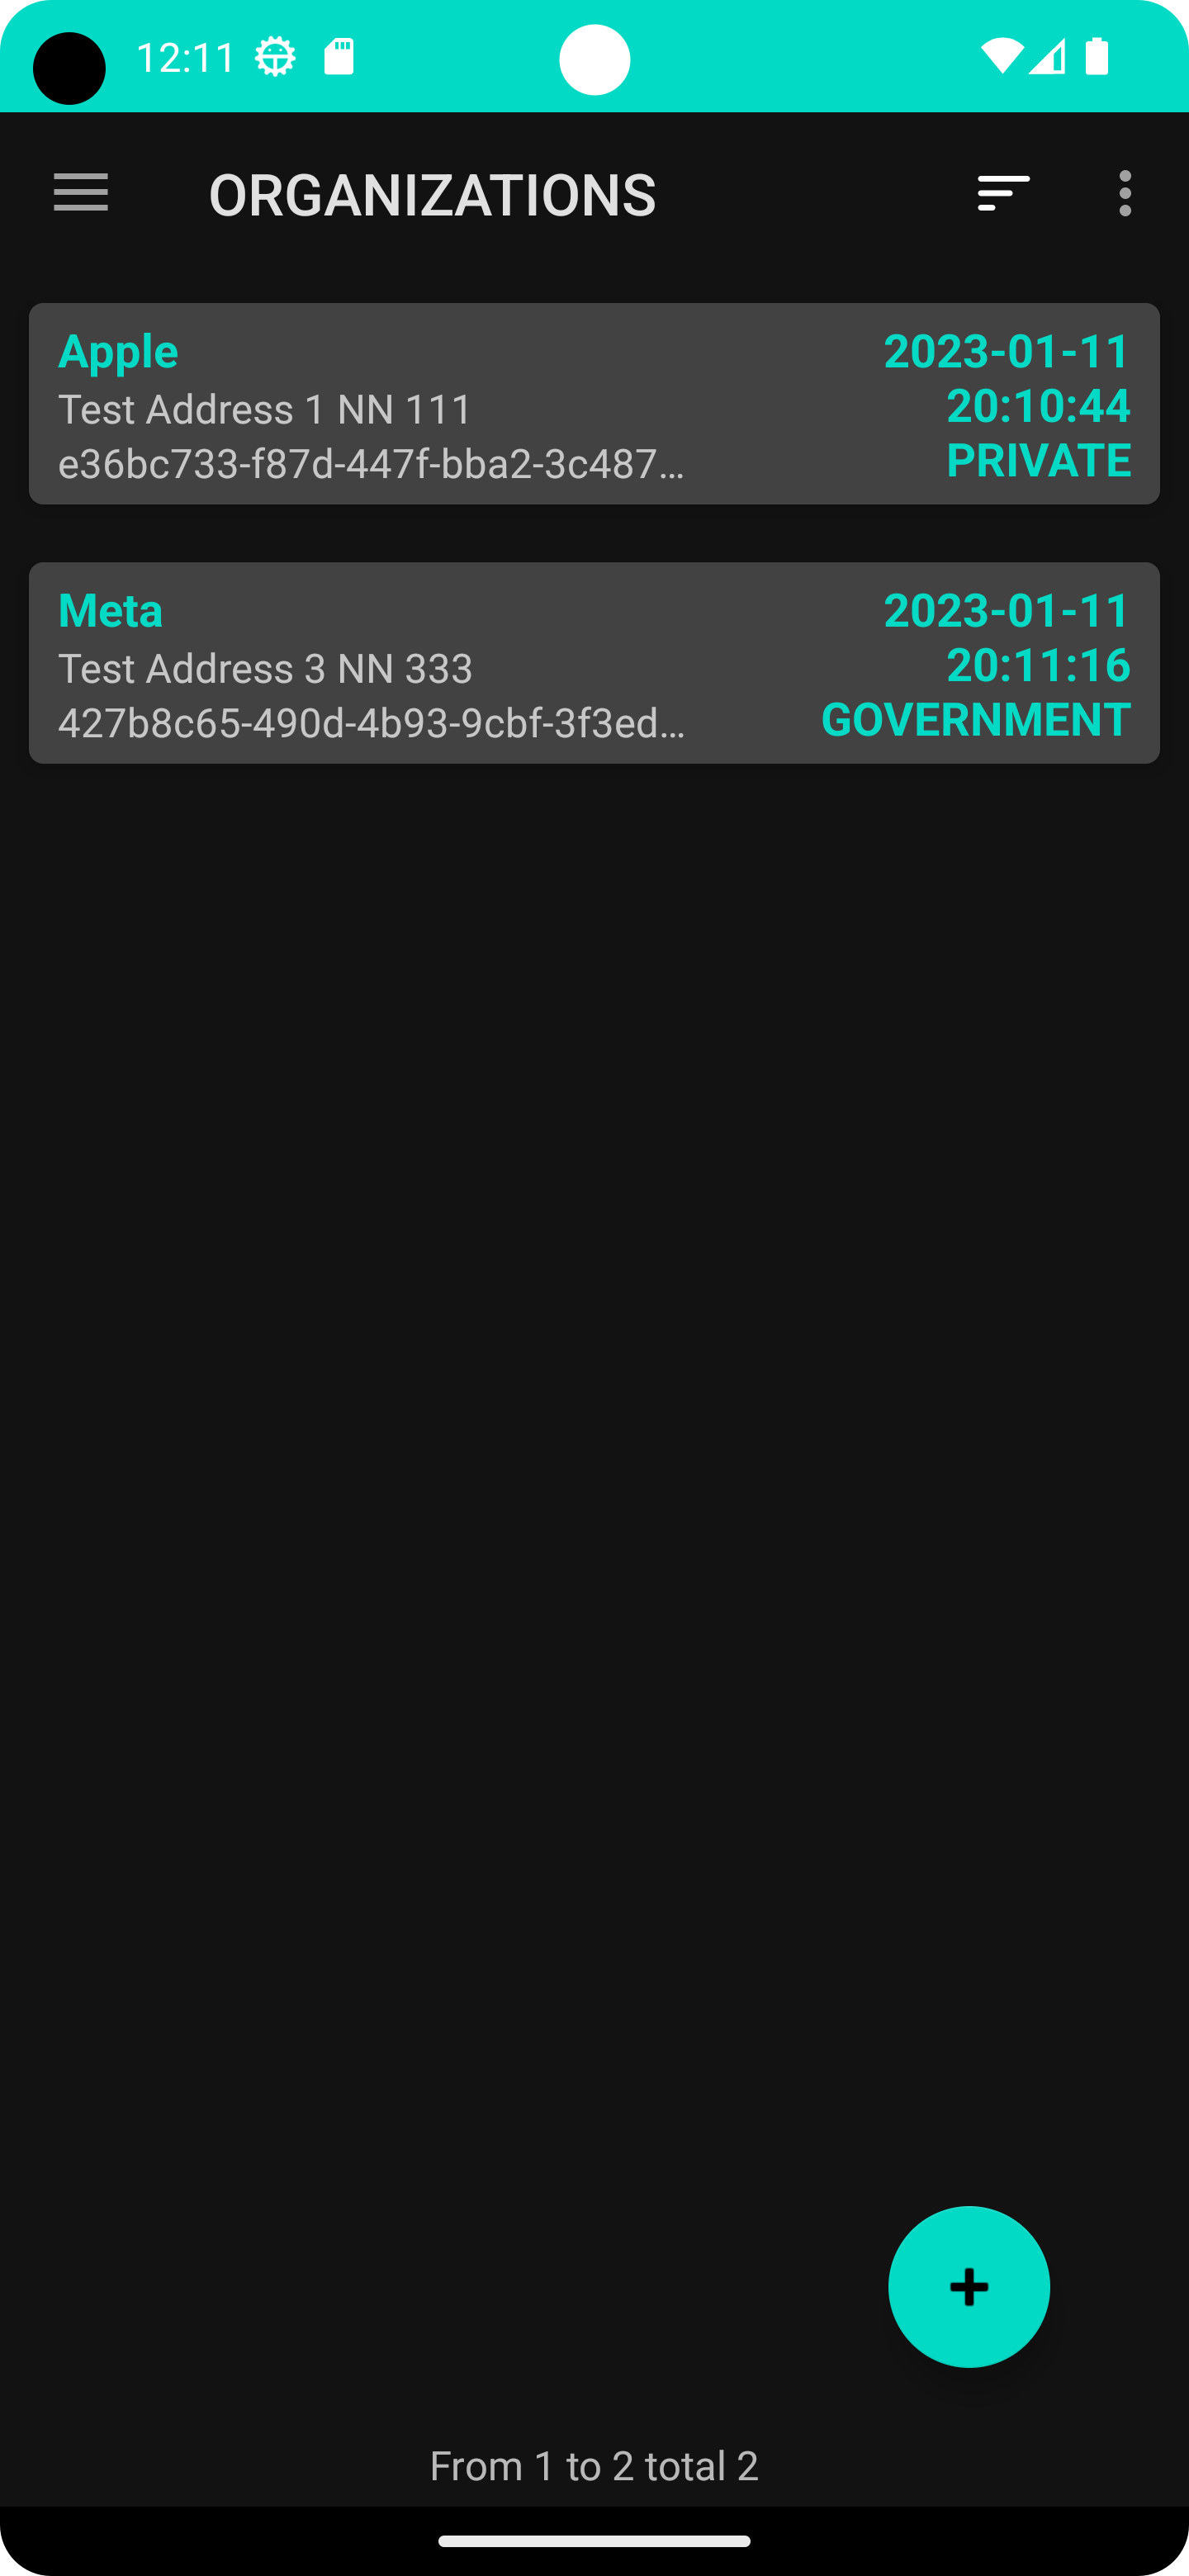 12:11
ORGANIZATIONS
Apple
2023-01-11
Test Address 1 NN 111
20:10:44
e36bc733-f87d-447f-bba2-3c487...
PRIVATE
Meta
2023-01-11
Test Address 3 NN 333
20:11:16
427b8c65-490d-4b93-9cbf-3f3ed...
GOVERNMENT
From 1 to 2 total 2